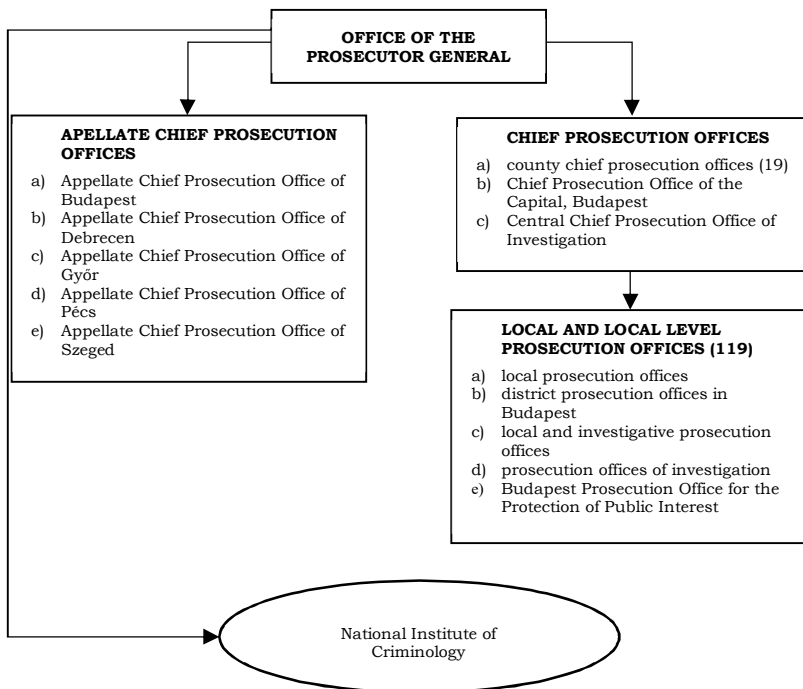 OFFICE OF THE
PROSECUTOR GENERAL
APELLATE CHIEF PROSECUTION
OFFICES
a) Appellate Chief Prosecution Office of
Budapest
b) Appellate Chief Prosecution Office of
Debrecen
c) Appellate Chief Prosecution Office of
Győr
d) Appellate Chief Prosecution Office of
Pécs
e) Appellate Chief Prosecution Office of
Szeged
CHIEF PROSECUTION OFFICES
a) county chief prosecution offices (19)
b) Chief Prosecution Office of the
Capital, Budapest
c) Central Chief Prosecution Office of
Investigation
LOCAL AND LOCAL LEVEL
PROSECUTION OFFICES (119)
a) local prosecution offices
b) district prosecution offices in
Budapest
c) local and investigative prosecution
offices
d) prosecution offices of investigation
e) Budapest Prosecution Office for the
Protection of Public Interest
National Institute of
Criminology